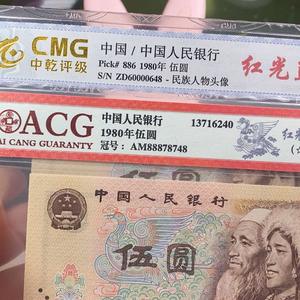 CMG
中乾评级
中国 / 中国人民银行
Pick# 886 1980年 伍圆
S/N ZD60000648 - 民族人物头像
红光
ACG
AI CANG GUARANTY
中国人民银行
1980年伍圆
13716240
冠号：AM88878748
红光
中国人民银行
伍圆